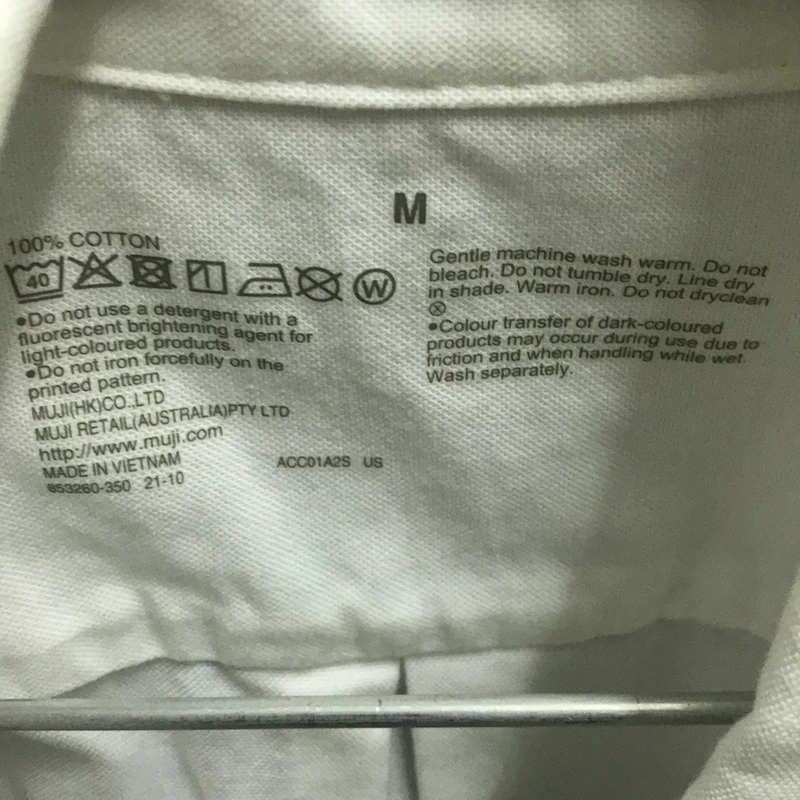 M
100% COTTON
40
W
●Do not use a detergent with a
fluorescent brightening agent for
light-coloured products.
●Do not iron forcefully on the
printed pattern.
MUJI(HK)CO.,LTD
MUJI RETAIL(AUSTRALIA)PTY LTD
http://www.muji.com
MADE IN VIETNAM
853260-350 21-10
ACC01A2S US
Gentle machine wash warm. Do not
bleach. Do not tumble dry. Line dry
in shade. Warm iron. Do not dryclean
●Colour transfer of dark-coloured
products may occur during use due to
friction and when handling while wet.
Wash separately.